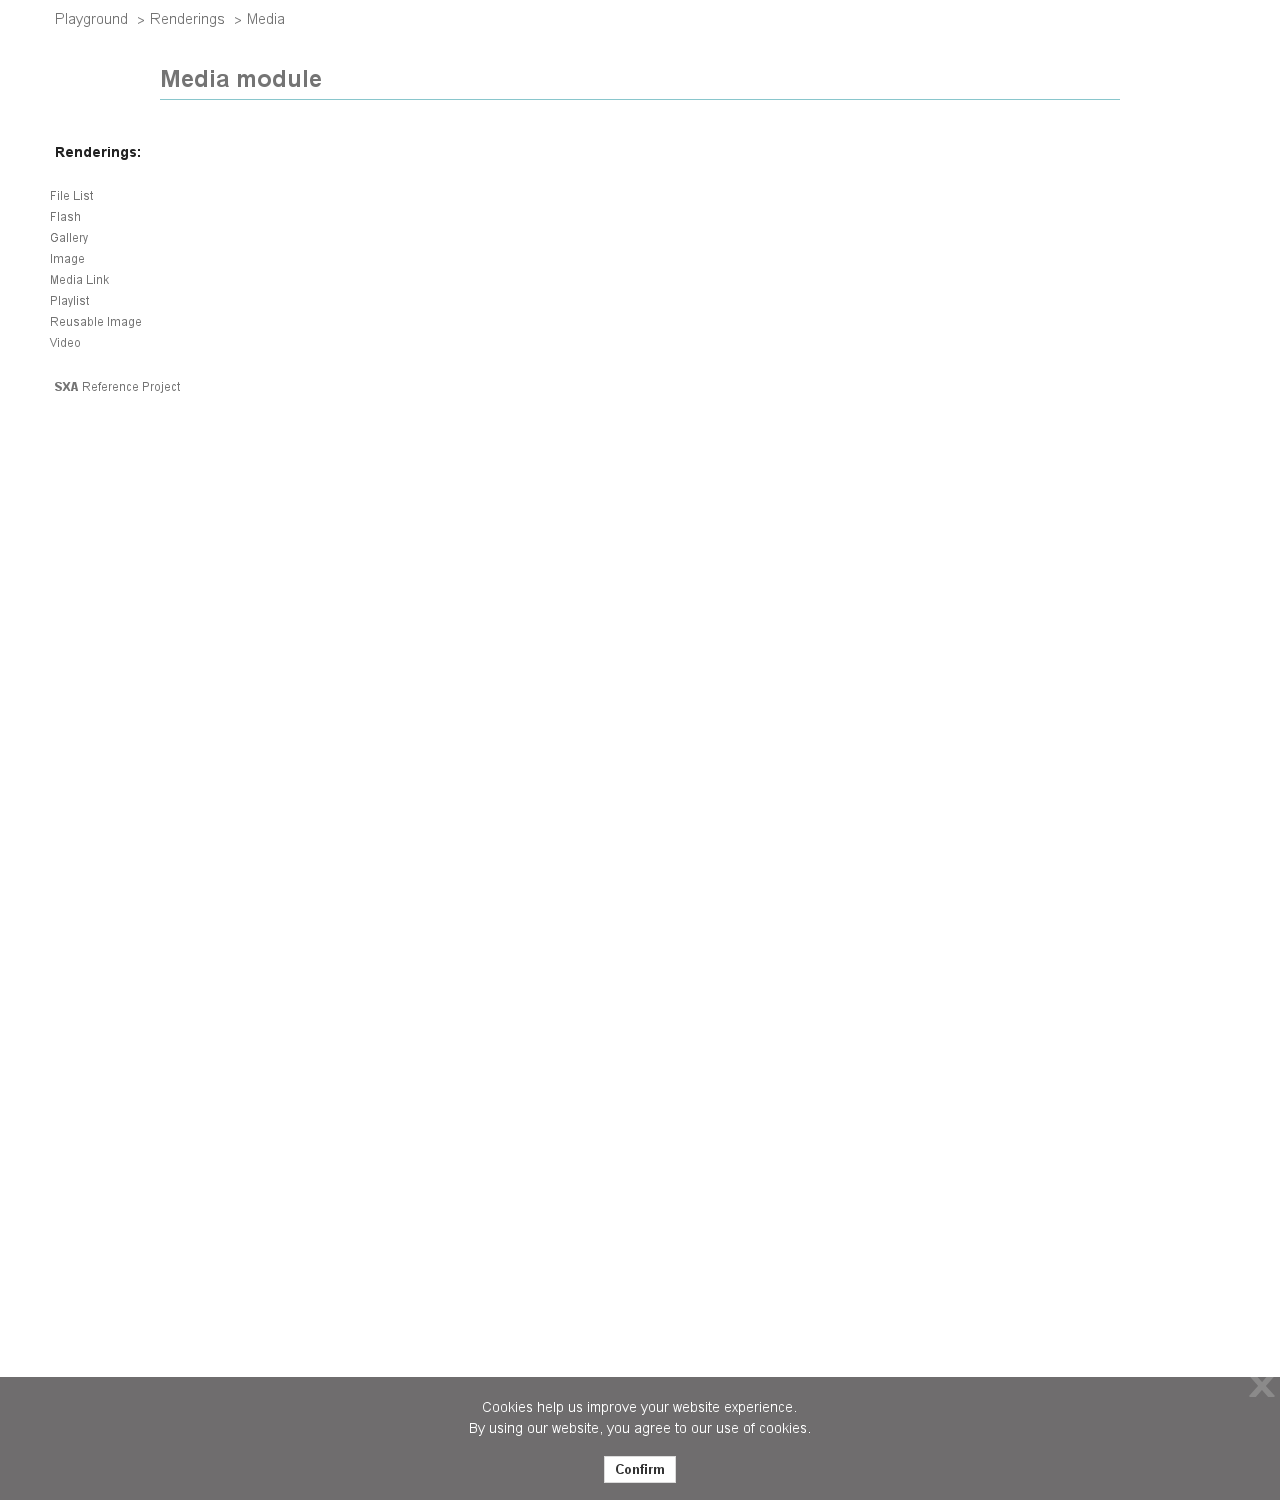 Playground > Renderings > Media
Media module
Renderings:
File List
Flash
Gallery
Image
Media Link
Playlist
Reusable Image
Video
SXA Reference Project
X
Cookies help us improve your website experience.
By using our website, you agree to our use of cookies.
Confirm